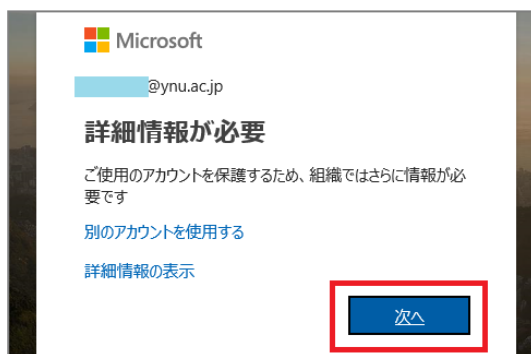 Microsoft
@ynu.ac.jp
詳細情報が必要
ご使用のアカウントを保護するため、組織ではさらに情報が必
要です
別のアカウントを使用する
詳細情報の表示
次へ